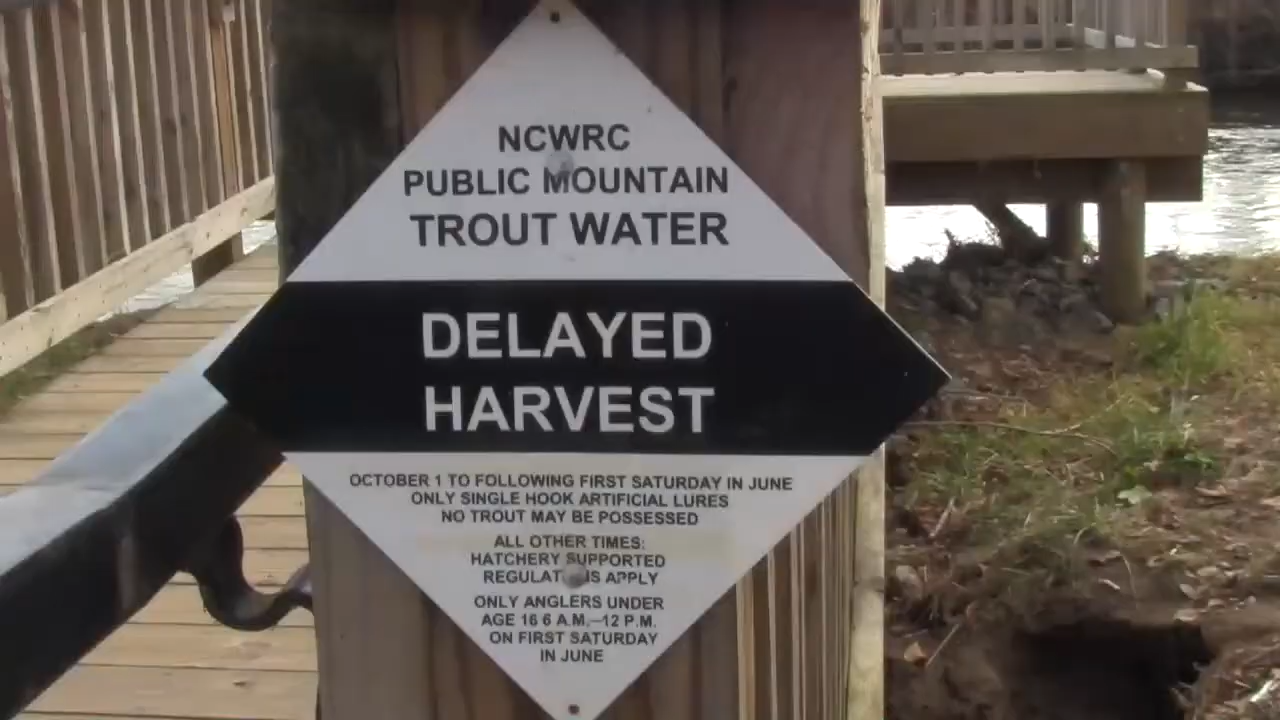 NCWRC
PUBLIC MOUNTAIN
TROUT WATER
DELAYED
HARVEST
OCTOBER 1 TO FOLLOWING FIRST SATURDAY IN JUNE
ONLY SINGLE HOOK ARTIFICIAL LURES
NO TROUT MAY BE POSSESSED
ALL OTHER TIMES:
HATCHERY SUPPORTED
REGULATIONS APPLY
ONLY ANGLERS UNDER
AGE 16 6 A.M.–12 P.M.
ON FIRST SATURDAY
IN JUNE